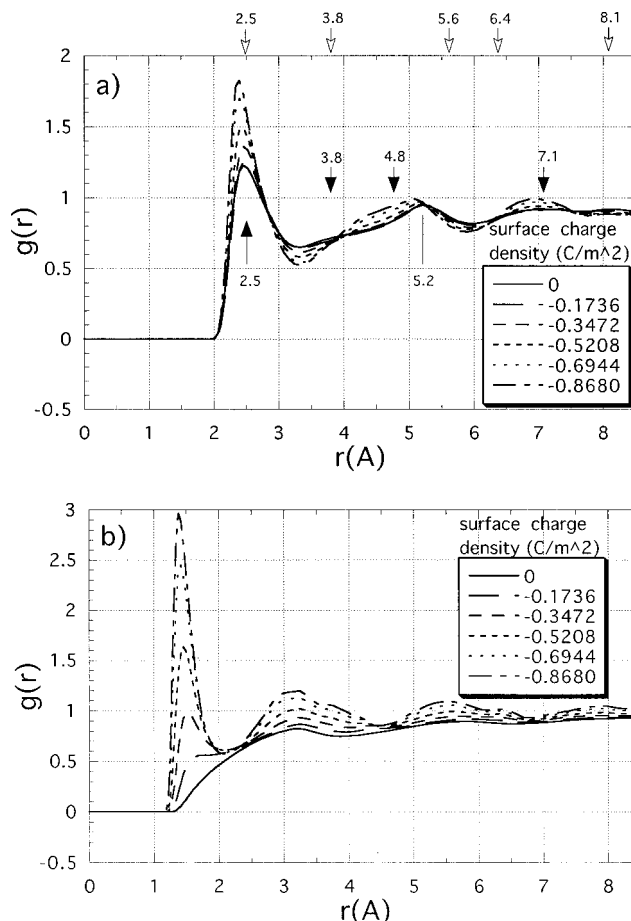 2.5 3.8 5.6 6.4 8.1
2
a)
1.5
3.8 4.8 7.1
1
g(r)
surface charge
density (C/m^2)
0.5
2.5 5.2
0
-0.1736
-0.3472
-0.5208
-0.6944
-0.8680
0
-0.5
0 1 2 3 4 5 6 7 8
r(A)
3
b)
surface charge
density (C/m^2)
2.5
0
-0.1736
-0.3472
-0.5208
-0.6944
-0.8680
2
1.5
g(r)
1
0.5
0
-0.5
0 1 2 3 4 5 6 7 8
r(A)